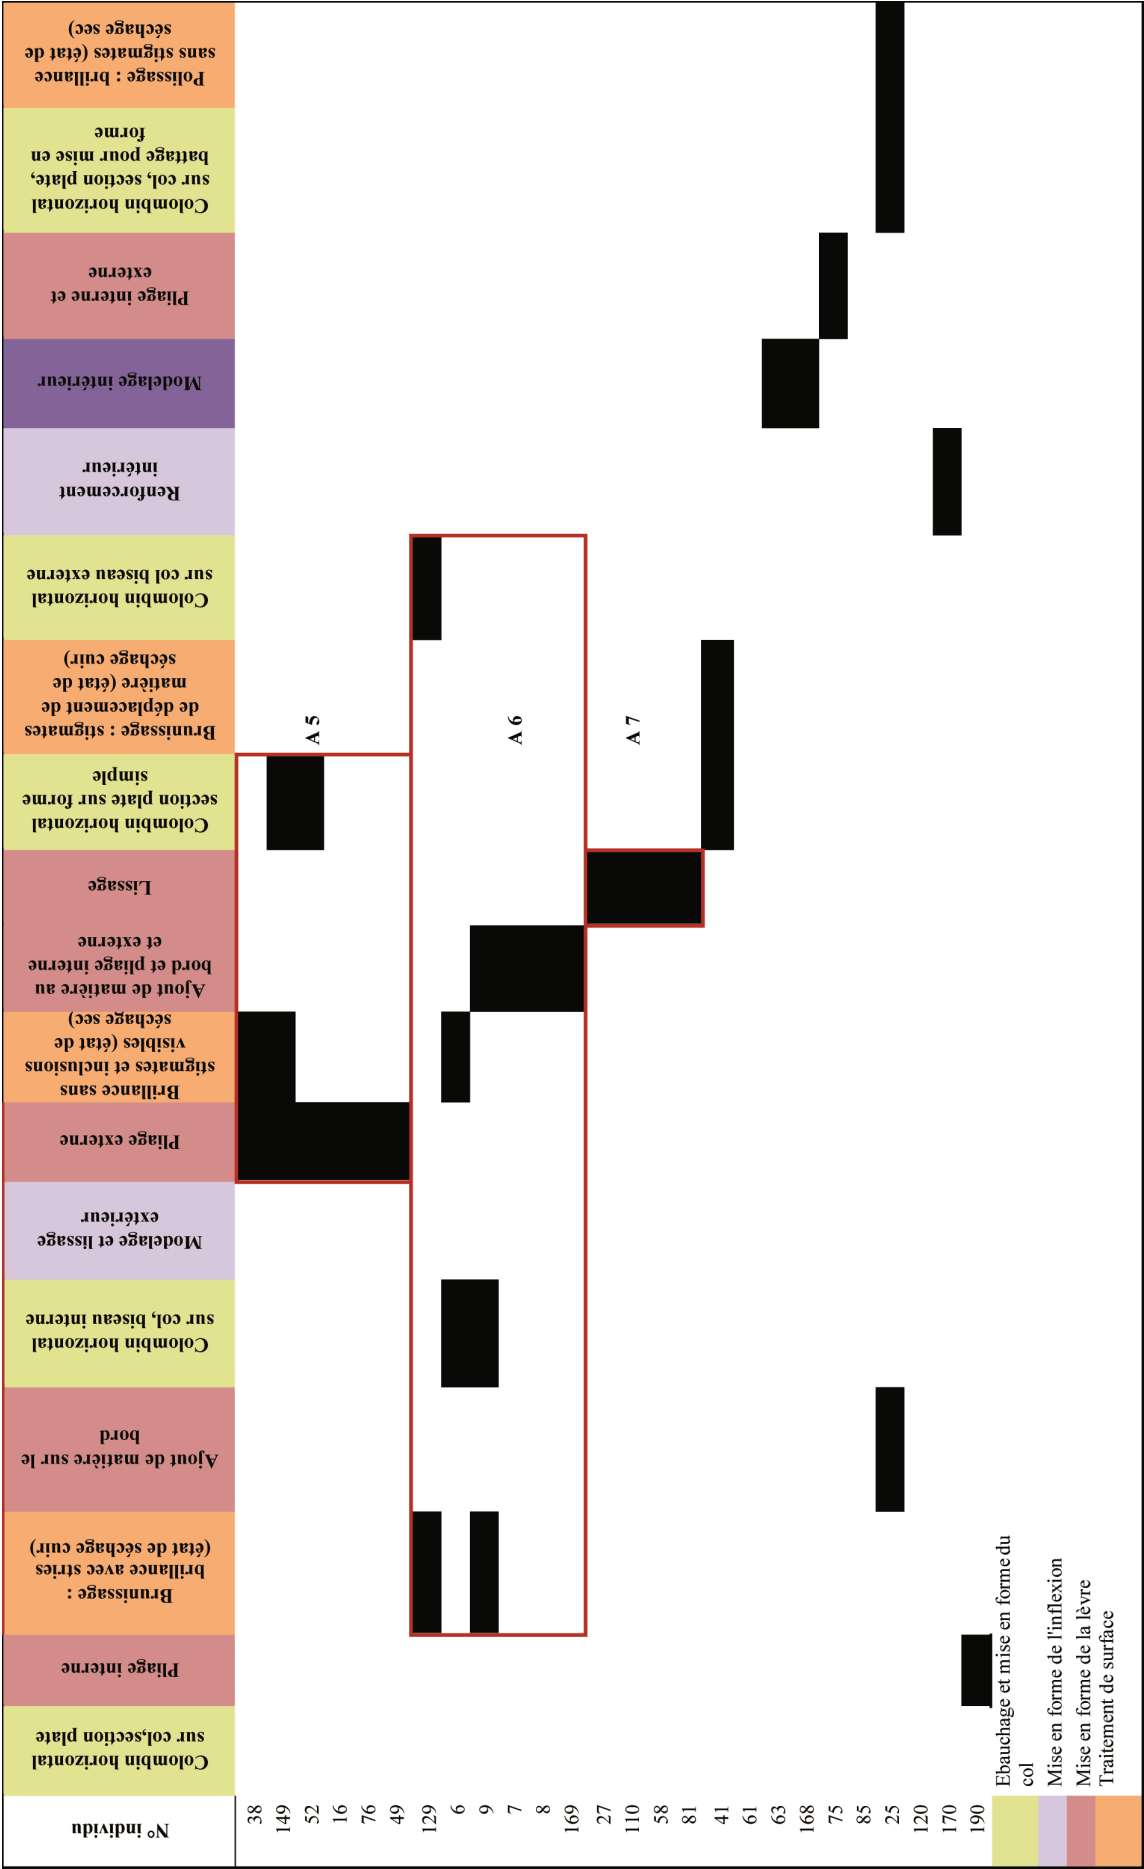 N° individu
Colombin horizontal
sur col,section plate
Pliage interne
Brunissage :
brillance avec stries
(état de séchage cuir)
Ajout de matière sur le
bord
Colombin horizontal
sur col, biseau interne
Modelage et lissage
extérieur
Pliage externe
Brillance sans
stigmates et inclusions
visibles (état de
séchage sec)
Ajout de matière au
bord et pliage interne
et externe
Lissage
Colombin horizontal
section plate sur forme
simple
Brunissage : stigmates
de déplacement de
matière (état de
séchage cuir)
Colombin horizontal
sur col biseau externe
Renforcement
intérieur
Modelage intérieur
Pliage interne et
externe
Colombin horizontal
sur col, section plate,
battage pour mise en
forme
Polissage : brillance
sans stigmates (état de
séchage sec)
38
149
52
16
76
49
129
6
9
7
8
169
27
110
58
81
41
61
63
168
75
85
25
120
170
190
A 5
A 6
A 7
Ebauchage et mise en forme du
col
Mise en forme de l'inflexion
Mise en forme de la lèvre
Traitement de surface